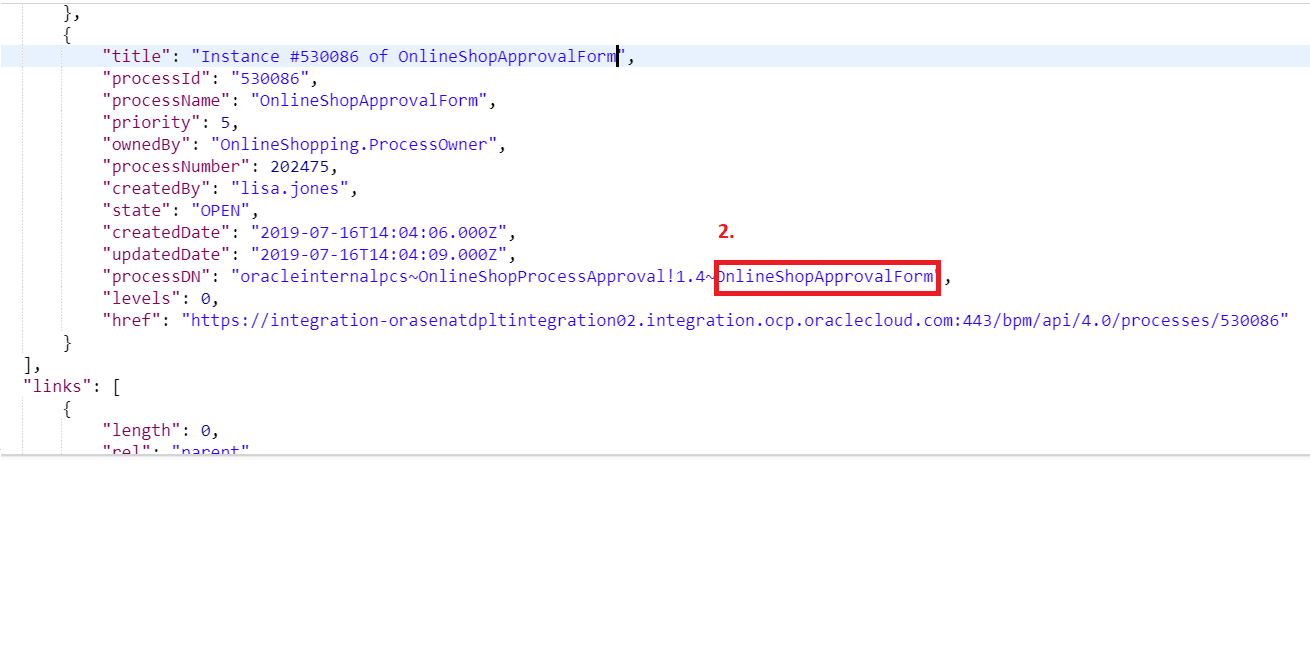 },
{
"title": "Instance #530086 of OnlineShopApprovalForm",
"processId": "530086",
"processName": "OnlineShopApprovalForm",
"priority": 5,
"ownedBy": "OnlineShopping.ProcessOwner",
"processNumber": 202475,
"createdBy": "lisa.jones",
"state": "OPEN",
"createdDate": "2019-07-16T14:04:06.000Z",
2.
"updatedDate": "2019-07-16T14:04:09.000Z",
"processDN": "oracleinternalpcs~OnlineShopProcessApproval!1.4~OnlineShopApprovalForm",
"levels": 0,
"href": "https://integration-orasenatdpltintegration02.integration.ocp.oraclecloud.com:443/bpm/api/4.0/processes/530086"
}
],
"links": [
{
"length": 0,
"rel": "parent"